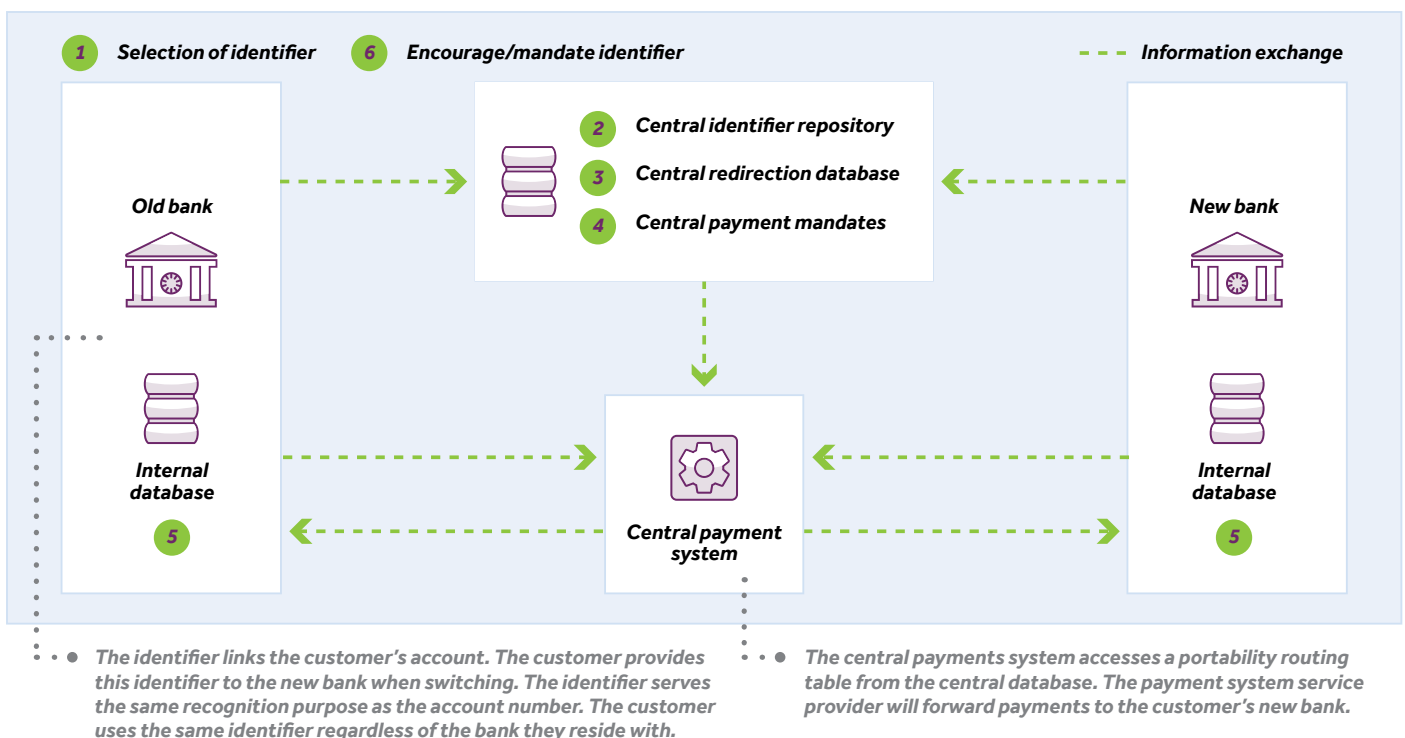 1 Selection of identifier
6 Encourage/mandate identifier
Information exchange
2 Central identifier repository
3 Central redirection database
4 Central payment mandates
Old bank
New bank
Internal
database
5
Central payment
system
Internal
database
5
The identifier links the customer’s account. The customer provides
this identifier to the new bank when switching. The identifier serves
the same recognition purpose as the account number. The customer
uses the same identifier regardless of the bank they reside with.
The central payments system accesses a portability routing
table from the central database. The payment system service
provider will forward payments to the customer’s new bank.